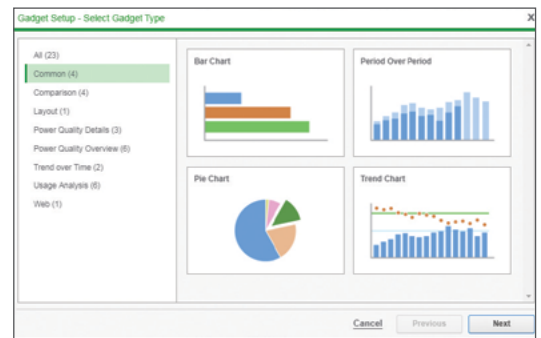 Gadget Setup - Select Gadget Type
X
All (23)
Common (4)
Comparison (4)
Layout (1)
Power Quality Details (3)
Power Quality Overview (6)
Trend over Time (2)
Usage Analysis (6)
Web (1)
Bar Chart
Period Over Period
Pie Chart
Trend Chart
Cancel
Previous
Next